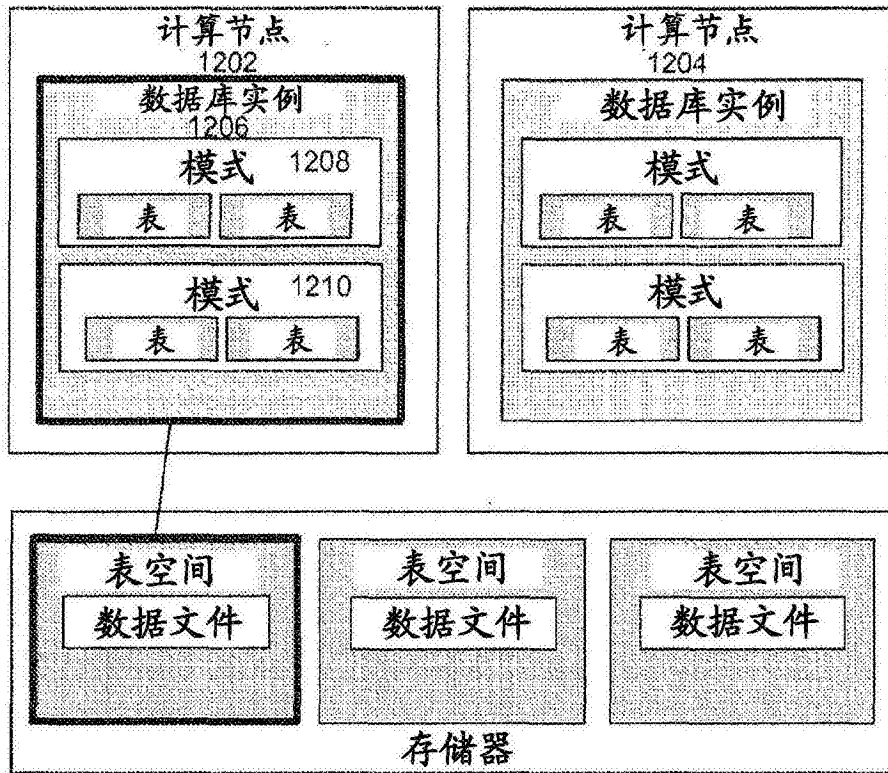 计算节点
1202
数据库实例
1206
模式 1208
表 表
模式 1210
表 表
计算节点
1204
数据库实例
模式
表 表
模式
表 表
表空间
数据文件
表空间
数据文件
表空间
数据文件
存储器